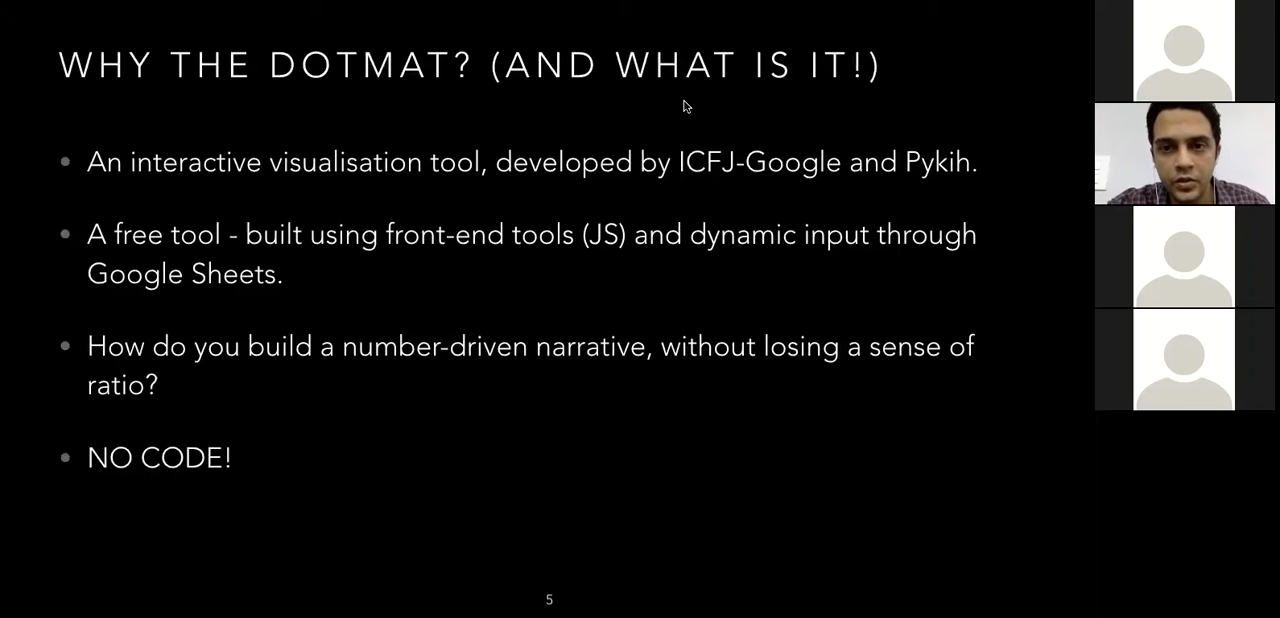 WHY THE DOTMAT? (AND WHAT IS IT!)
An interactive visualisation tool, developed by ICFJ-Google and Pykih.
A free tool - built using front-end tools (JS) and dynamic input through
Google Sheets.
How do you build a number-driven narrative, without losing a sense of
ratio?
NO CODE!
5